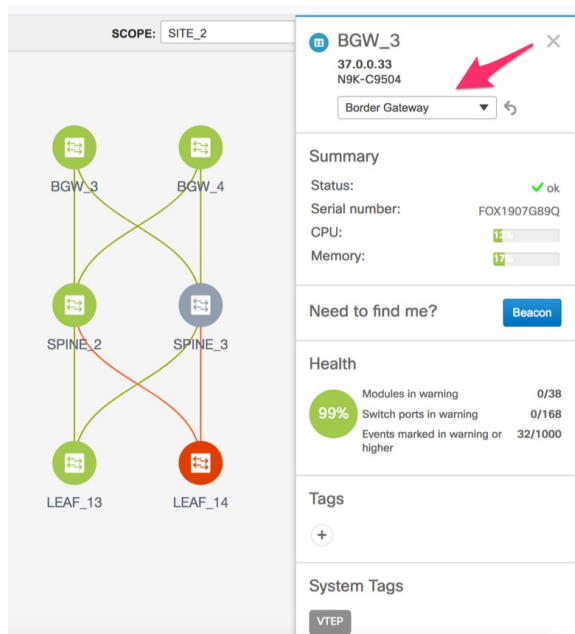 SCOPE: SITE_2
BGW_3
37.0.0.33
N9K-C9504
Border Gateway
BGW_3
BGW_4
SPINE_2
SPINE_3
LEAF_13
LEAF_14
Summary
Status: ok
Serial number: FOX1907G89Q
CPU: 13%
Memory: 17%
Need to find me? Beacon
Health
99%
Modules in warning 0/38
Switch ports in warning 0/168
Events marked in warning or 32/1000
higher
Tags
System Tags
VTEP